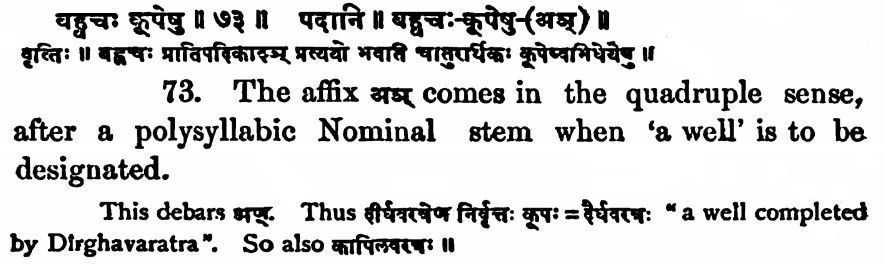 बह्वचः कूपेषु ॥ ७३ ॥ पदानि ॥ बह्वचः-कूपेषु-(अञ्) ॥
वृत्तिः ॥ बह्वचः प्रातिपदिकादञ् प्रत्ययो भवति चातुरर्थिकः कूपेष्वभिधेयेषु ॥
73. The affix अञ् comes in the quadruple sense,
after a polysyllabic Nominal stem when ‘a well’ is to be
designated.
This debars अण्. Thus दीर्घवरत्रेण निर्वृत्तः कूपः = दैर्घवरत्रः “a well completed
by Dîrghavaratra”. So also कापिलवरत्रः ॥